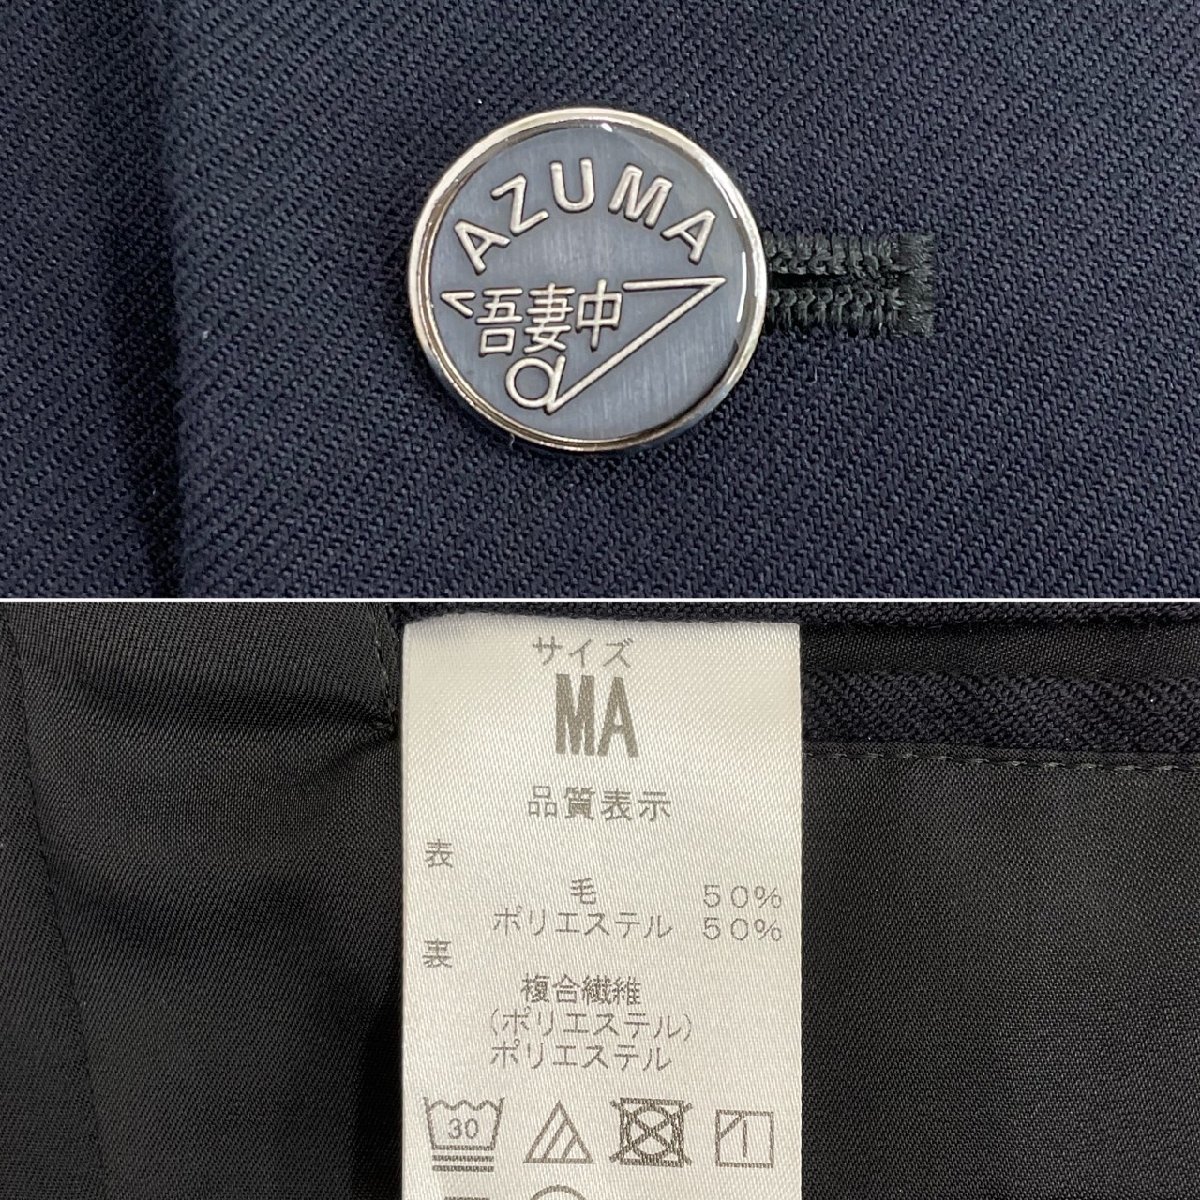 AZUMA
吾妻中
サイズ
MA
品質表示
表
毛 50%
ポリエステル 50%
裏
複合繊維
(ポリエステル)
ポリエステル
30